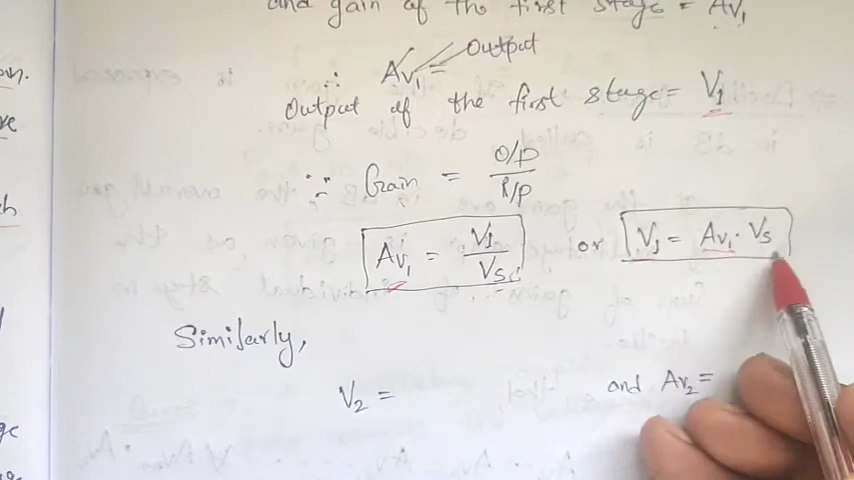 and gain of the first stage = Av1
∴ Av1= Output
Output of the first stage = V1
∵ Gain = O/P / I/P
Av1 = V1 / Vs or V1 = Av1 · Vs
Similarly,
V2 = and Av2 =